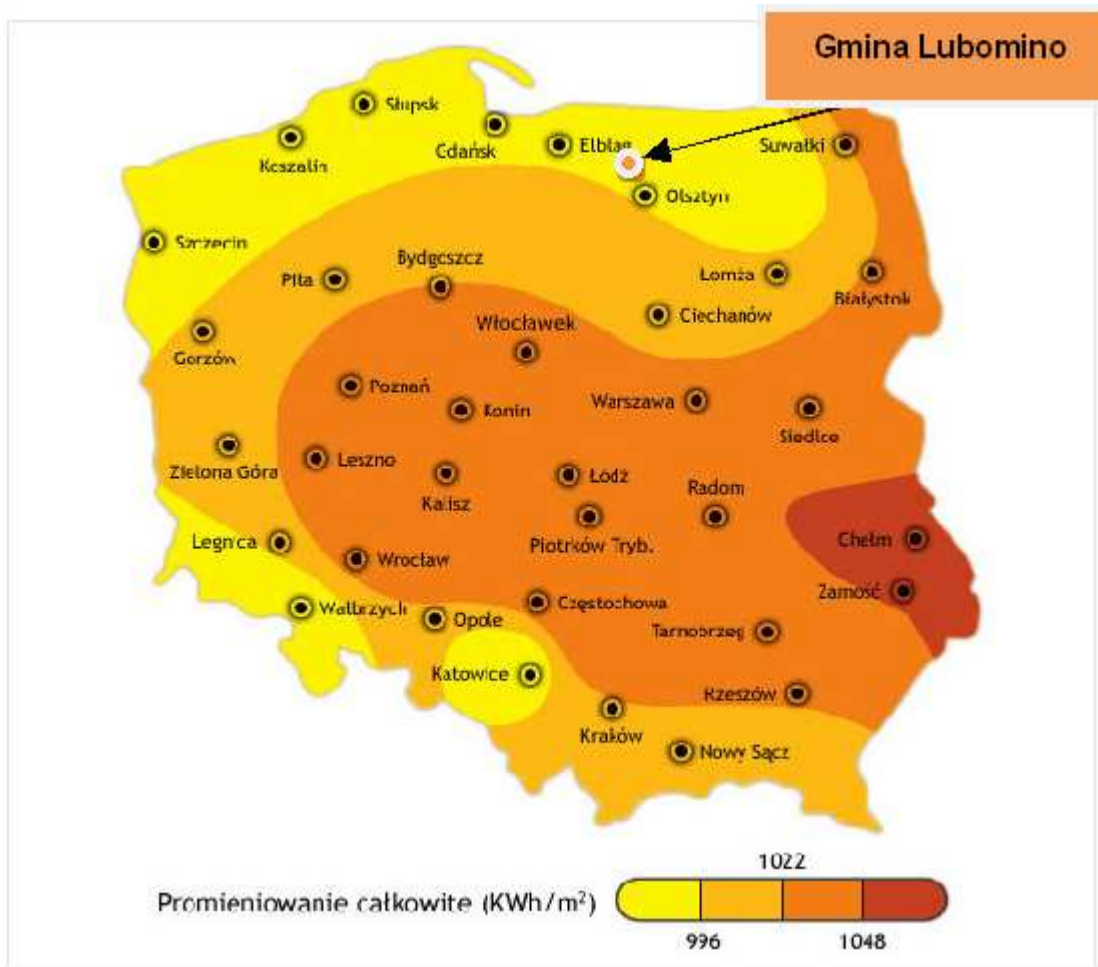 Gmina Lubomino
Słupsk
Koszalin
Gdańsk
Elbląg
Suwałki
Olsztyn
Szczecin
Bydgoszcz
Piła
Łomża
Białystok
Ciechanów
Włocławek
Gorzów
Poznań
Konin
Warszawa
Siedlce
Zielona Góra
Leszno
Kalisz
Łódź
Radom
Legnica
Wrocław
Piotrków Tryb.
Chełm
Zamość
Wałbrzych
Opole
Częstochowa
Tarnobrzeg
Katowice
Rzeszów
Kraków
Nowy Sącz
1022
Promieniowanie całkowite (KWh/m²)
996 1048